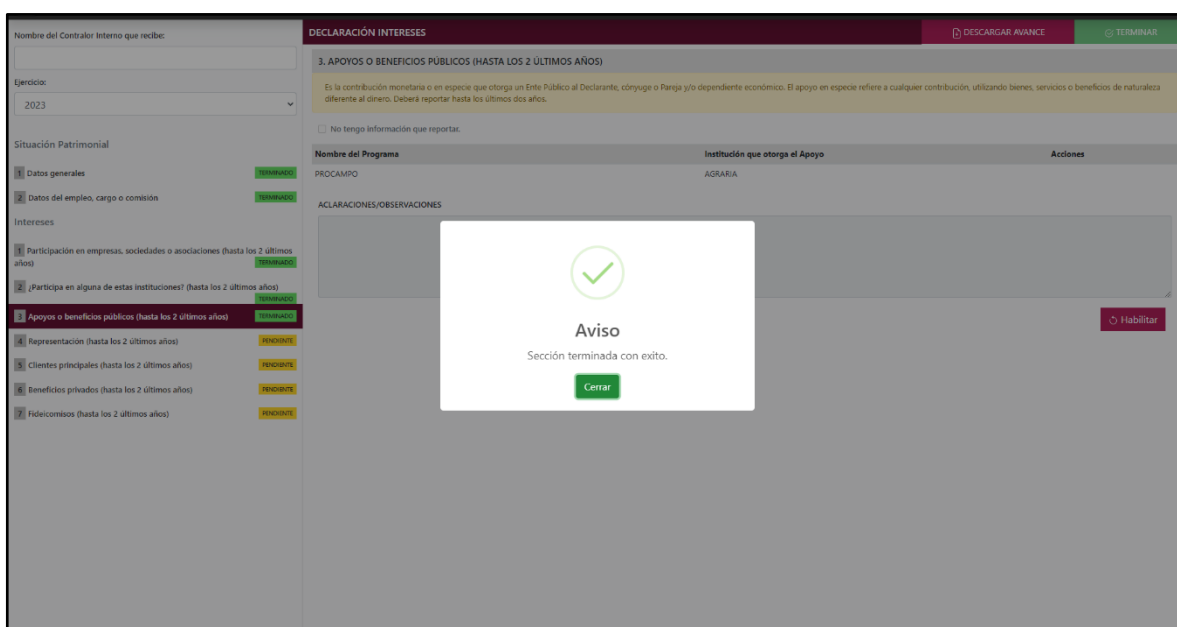 Nombre del Contralor Interno que recibe:
Ejercicio:
2023
Situación Patrimonial
1 Datos generales TERMINADO
2 Datos del empleo, cargo o comisión TERMINADO
Intereses
1 Participación en empresas, sociedades o asociaciones (hasta los 2 últimos
años) TERMINADO
2 ¿Participa en alguna de estas instituciones? (hasta los 2 últimos años)
TERMINADO
3 Apoyos o beneficios públicos (hasta los 2 últimos años) TERMINADO
4 Representación (hasta los 2 últimos años) PENDIENTE
5 Clientes principales (hasta los 2 últimos años) PENDIENTE
6 Beneficios privados (hasta los 2 últimos años) PENDIENTE
7 Fideicomisos (hasta los 2 últimos años) PENDIENTE
DECLARACIÓN INTERESES
DESCARGAR AVANCE
TERMINAR
3. APOYOS O BENEFICIOS PÚBLICOS (HASTA LOS 2 ÚLTIMOS AÑOS)
Es la contribución monetaria o en especie que otorga un Ente Público al Declarante, cónyuge o Pareja y/o dependiente económico. El apoyo en especie refiere a cualquier contribución, utilizando bienes, servicios o beneficios de naturaleza
diferente al dinero. Deberá reportar hasta los últimos dos años.
No tengo información que reportar.
Nombre del Programa Institución que otorga el Apoyo Acciones
PROCAMPO AGRARIA
ACLARACIONES/OBSERVACIONES
Habilitar
Aviso
Sección terminada con exito.
Cerrar